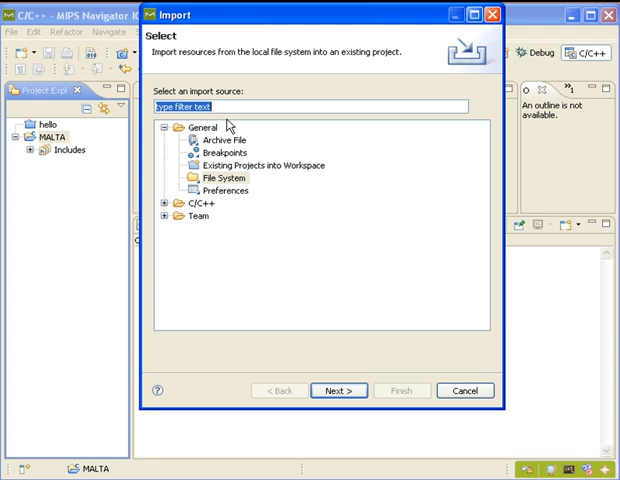 C/C++ - MIPS Navigator IC
Import
File Edit Refactor Navigate
Select
Import resources from the local file system into an existing project.
Debug
C/C++
Project Expl
hello
MALTA
Includes
Select an import source:
type filter text
General
Archive File
Breakpoints
Existing Projects into Workspace
File System
Preferences
C/C++
Team
An outline is not
available.
< Back
Next >
Finish
Cancel
MALTA